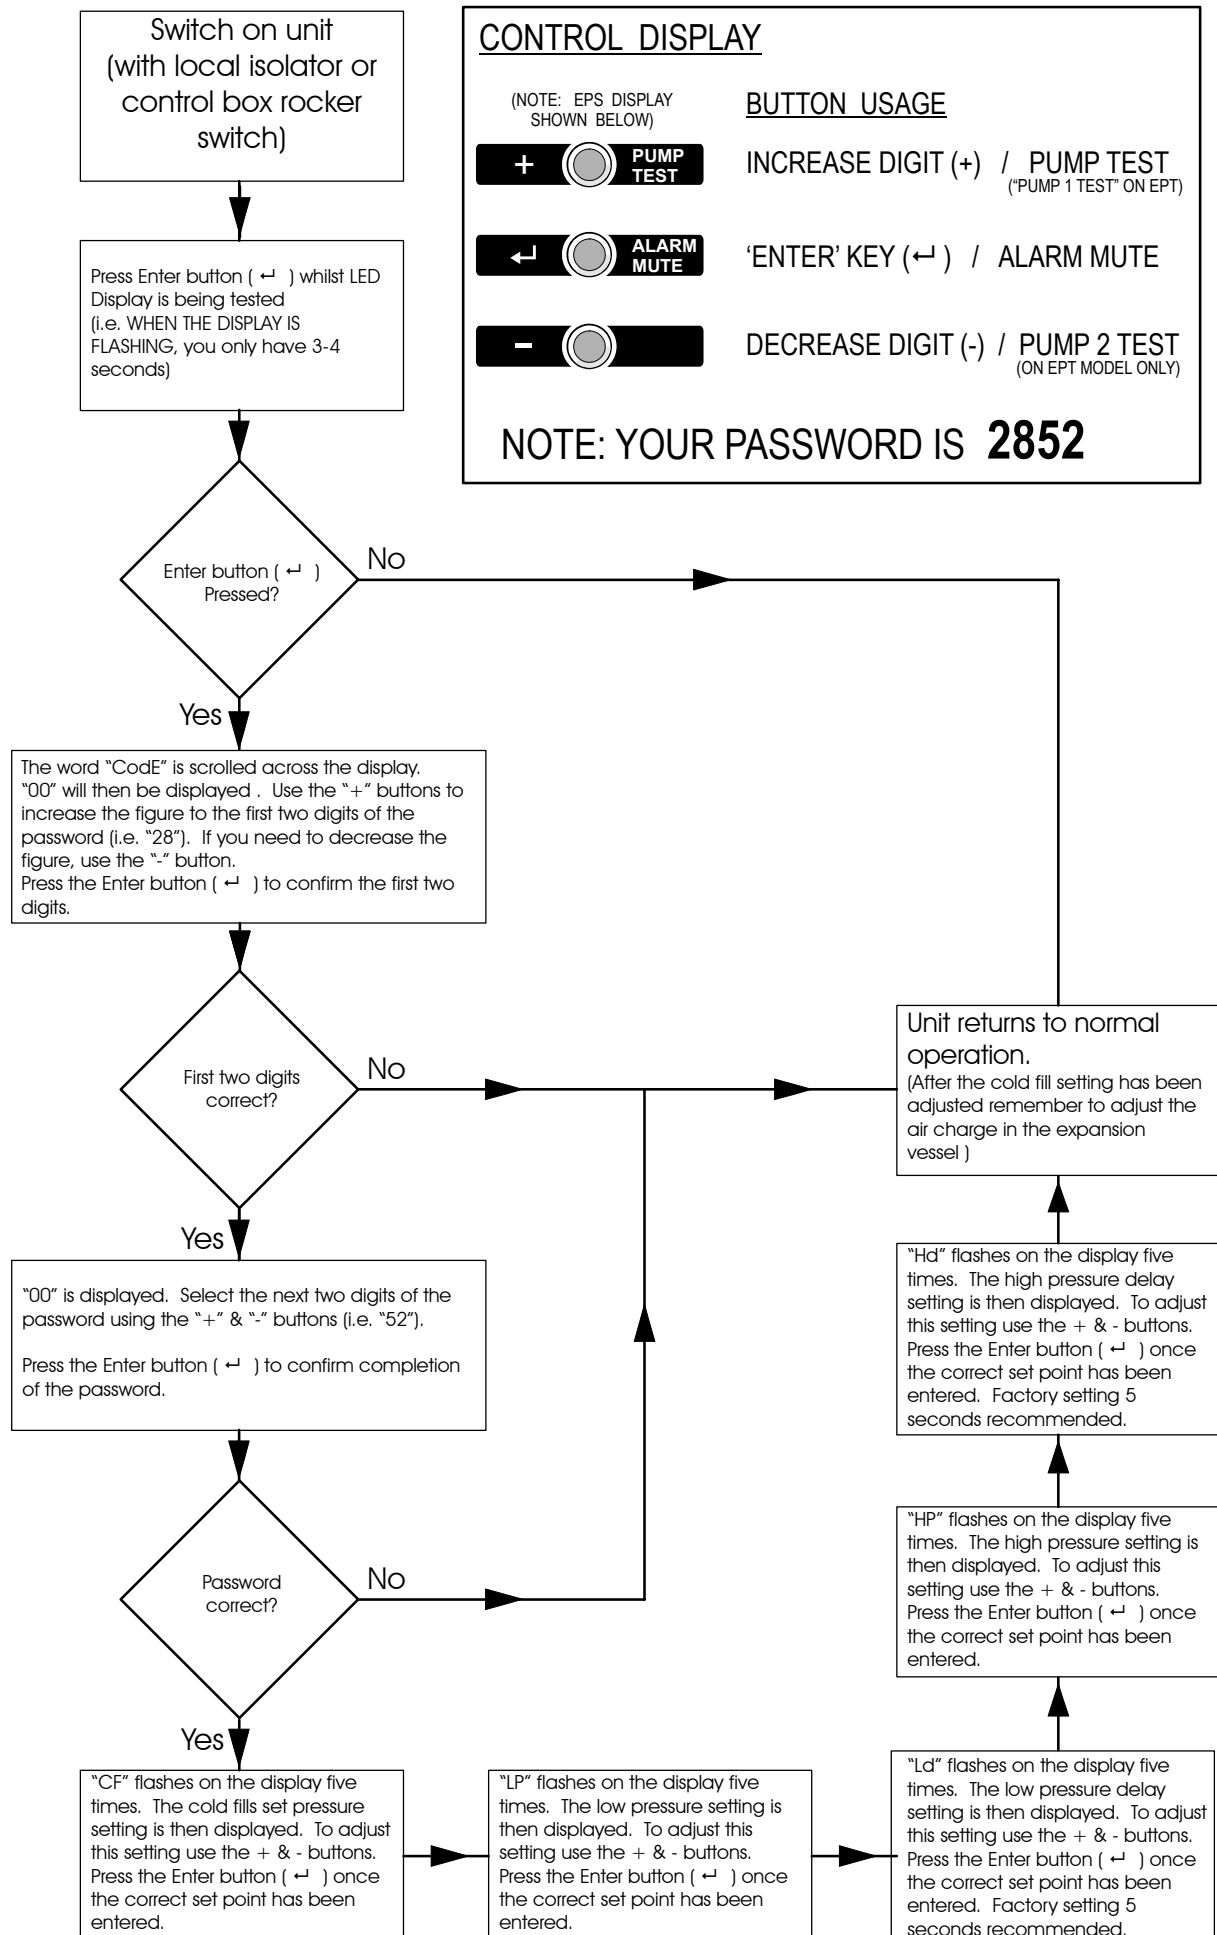 Switch on unit
(with local isolator or
control box rocker
switch)
CONTROL DISPLAY
(NOTE: EPS DISPLAY
SHOWN BELOW)
BUTTON USAGE
+ PUMP
TEST
INCREASE DIGIT (+) / PUMP TEST
("PUMP 1 TEST" ON EPT)
↵ ALARM
MUTE
'ENTER' KEY (↵) / ALARM MUTE
-
DECREASE DIGIT (-) / PUMP 2 TEST
(ON EPT MODEL ONLY)
NOTE: YOUR PASSWORD IS 2852
Press Enter button ( ↵ ) whilst LED
Display is being tested
(i.e. WHEN THE DISPLAY IS
FLASHING, you only have 3-4
seconds)
Enter button ( ↵ )
Pressed?
No
Yes
The word "CodE" is scrolled across the display.
"00" will then be displayed . Use the "+" buttons to
increase the figure to the first two digits of the
password (i.e. "28"). If you need to decrease the
figure, use the "-" button.
Press the Enter button ( ↵ ) to confirm the first two
digits.
First two digits
correct?
No
Yes
"00" is displayed. Select the next two digits of the
password using the "+" & "-" buttons (i.e. "52").
Press the Enter button ( ↵ ) to confirm completion
of the password.
Password
correct?
No
Yes
"CF" flashes on the display five
times. The cold fills set pressure
setting is then displayed. To adjust
this setting use the + & - buttons.
Press the Enter button ( ↵ ) once
the correct set point has been
entered.
"LP" flashes on the display five
times. The low pressure setting is
then displayed. To adjust this
setting use the + & - buttons.
Press the Enter button ( ↵ ) once
the correct set point has been
entered.
"Ld" flashes on the display five
times. The low pressure delay
setting is then displayed. To adjust
this setting use the + & - buttons.
Press the Enter button ( ↵ ) once
the correct set point has been
entered. Factory setting 5
seconds recommended.
"HP" flashes on the display five
times. The high pressure setting is
then displayed. To adjust this
setting use the + & - buttons.
Press the Enter button ( ↵ ) once
the correct set point has been
entered.
"Hd" flashes on the display five
times. The high pressure delay
setting is then displayed. To adjust
this setting use the + & - buttons.
Press the Enter button ( ↵ ) once
the correct set point has been
entered. Factory setting 5
seconds recommended.
Unit returns to normal
operation.
(After the cold fill setting has been
adjusted remember to adjust the
air charge in the expansion
vessel )